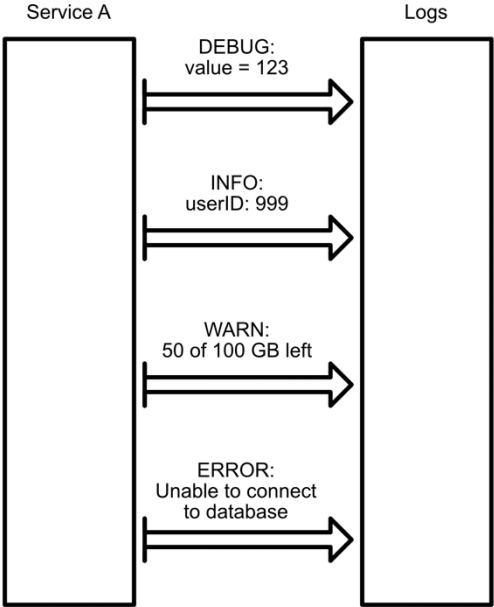 Service A
Logs
DEBUG:
value = 123
INFO:
userID: 999
WARN:
50 of 100 GB left
ERROR:
Unable to connect
to database